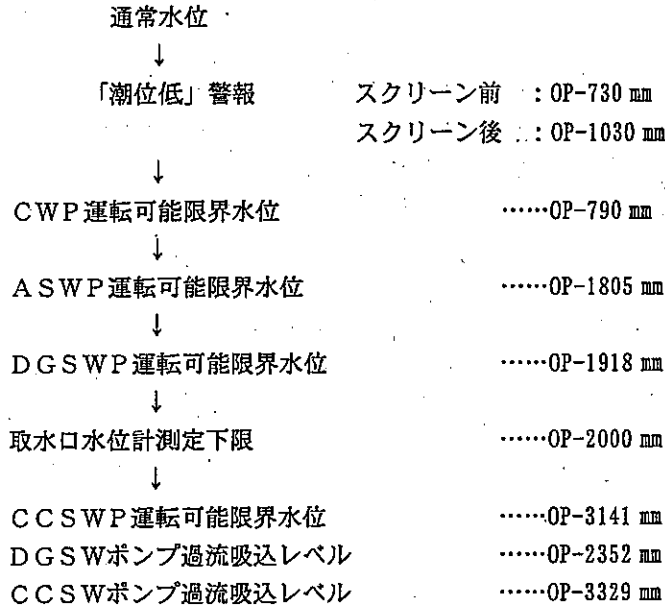 通常水位
↓
「潮位低」警報 スクリーン前 :OP-730 mm
スクリーン後 :OP-1030 mm
↓
CWP運転可能限界水位 ……OP-790 mm
↓
ASWP運転可能限界水位 ……OP-1805 mm
↓
DGSWP運転可能限界水位 ……OP-1918 mm
↓
取水口水位計測定下限 ……OP-2000 mm
↓
CCSWP運転可能限界水位 ……OP-3141 mm
DGSWポンプ過流吸込レベル ……OP-2352 mm
CCSWポンプ過流吸込レベル ……OP-3329 mm